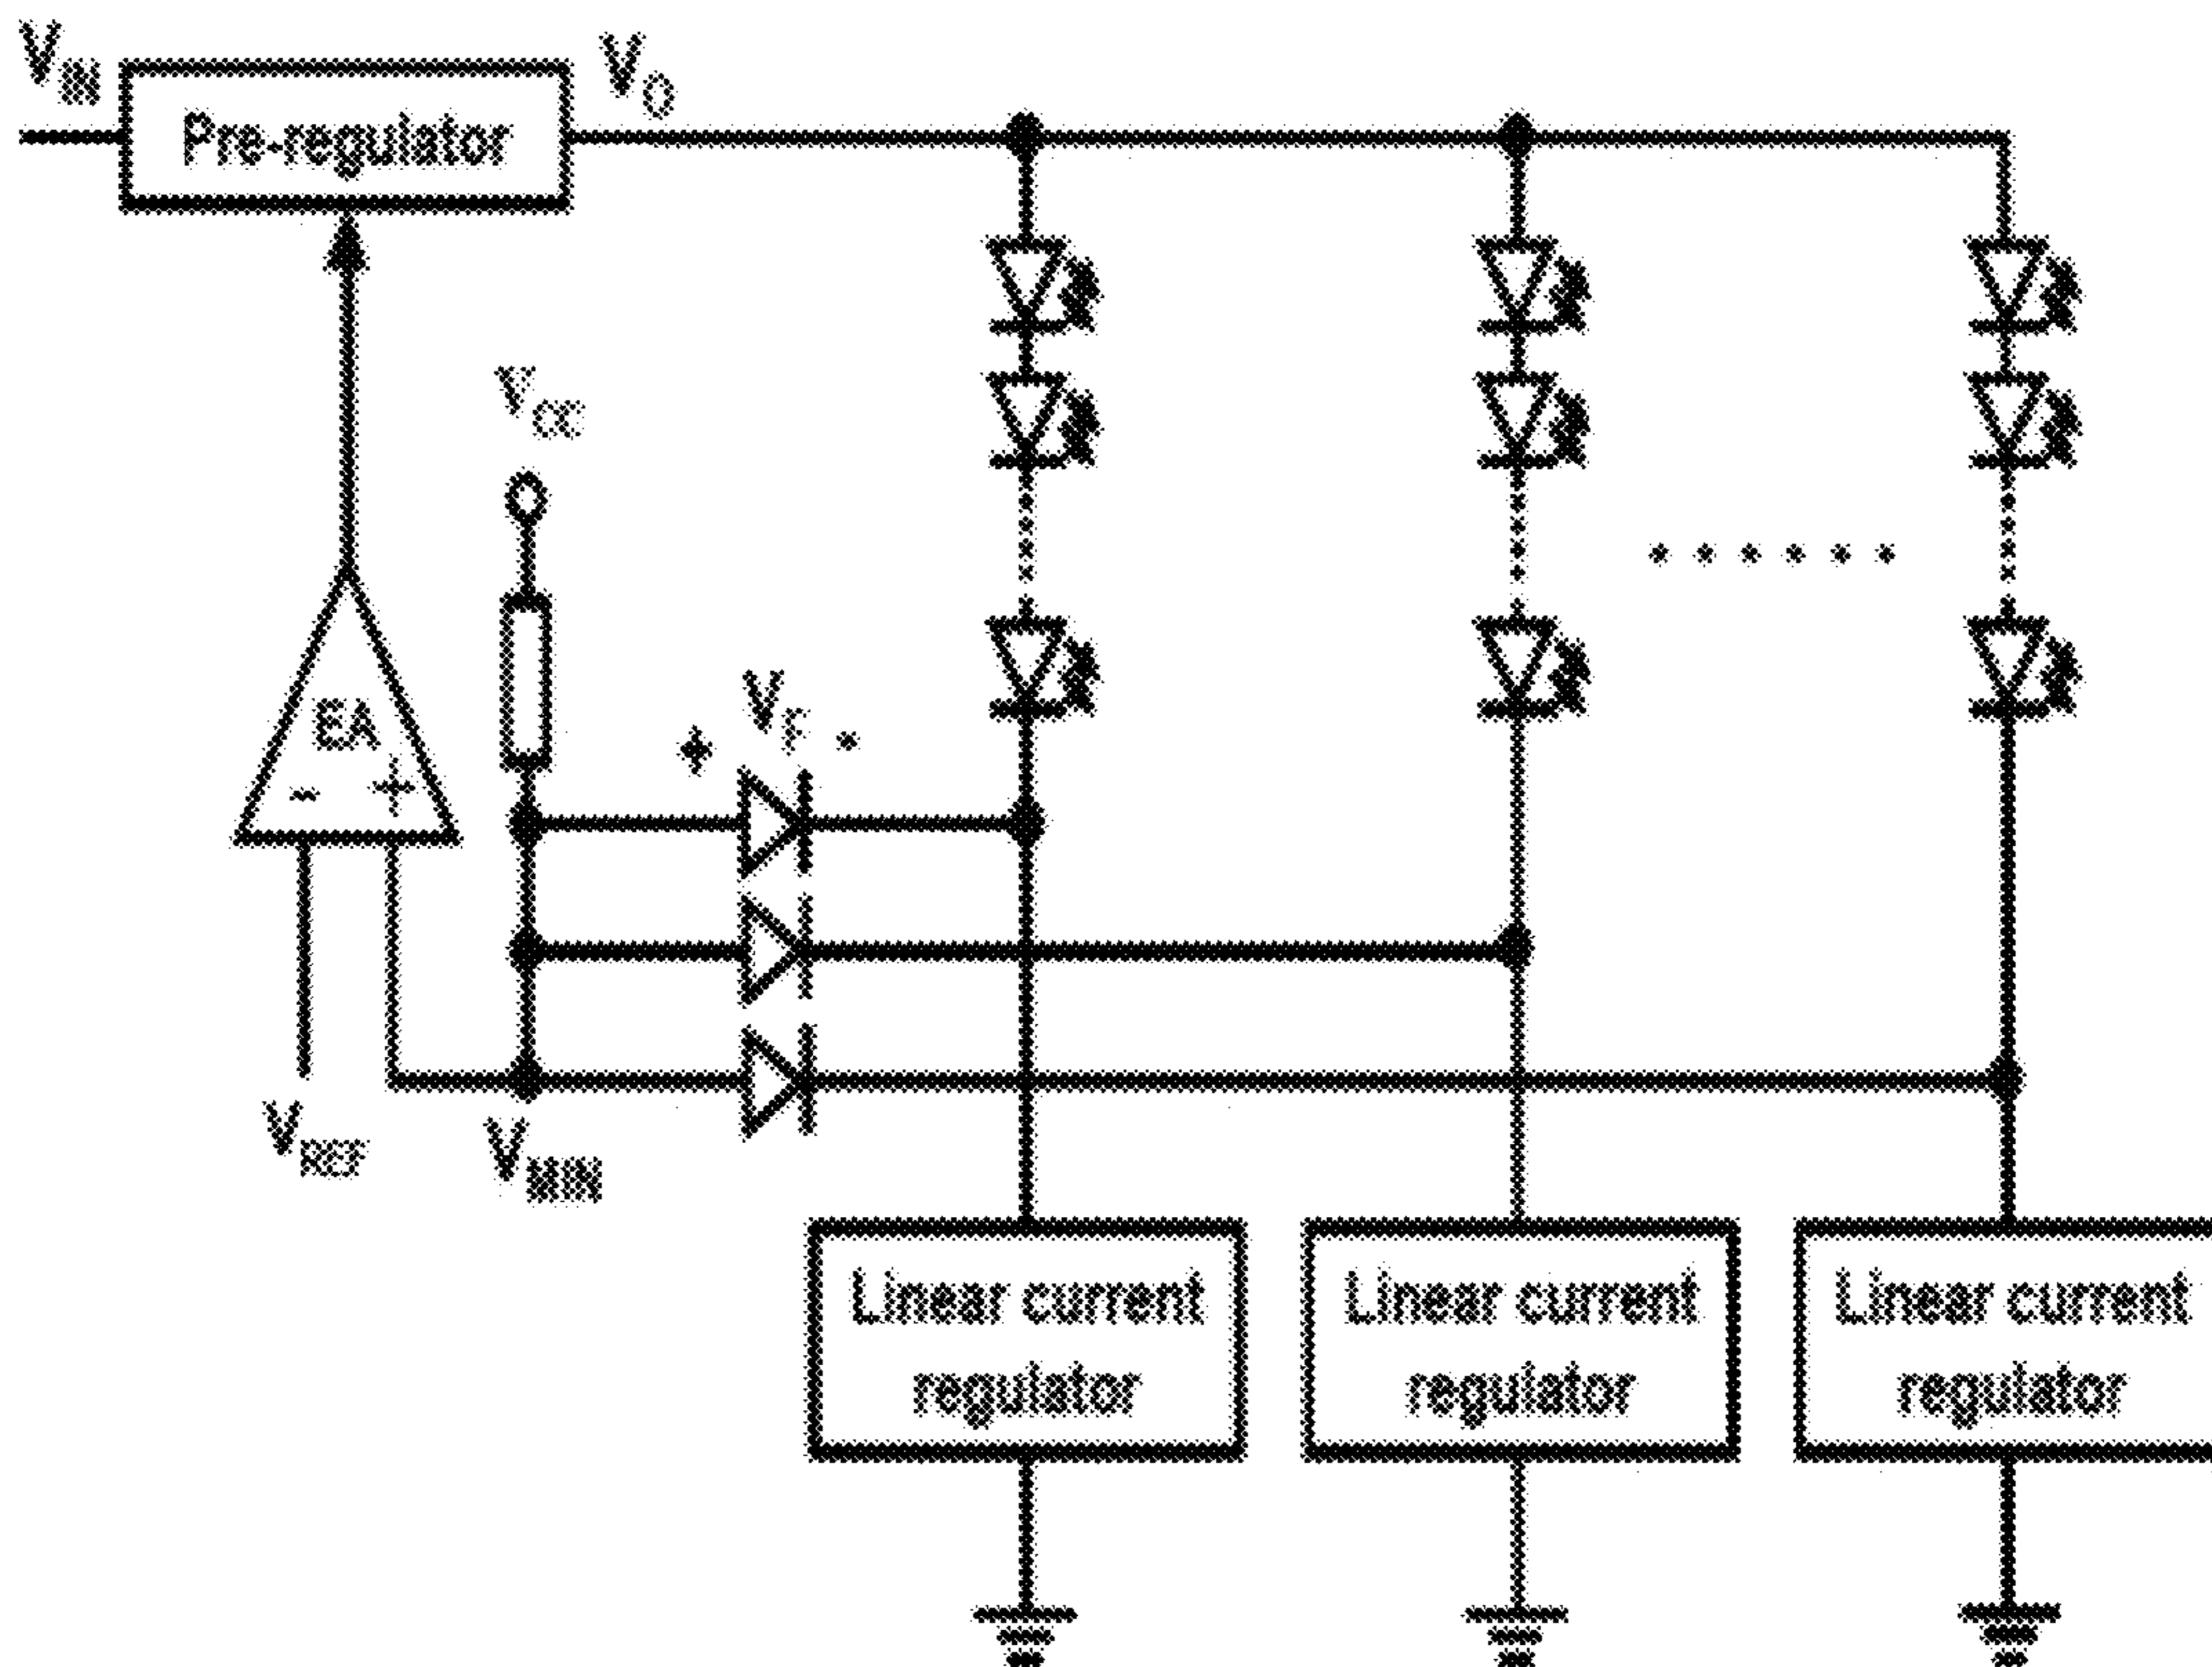 VIN
VO
Pre-regulator
VCC
VF
+ -
EA
- +
VREF
VMIN
Linear current
regulator
Linear current
regulator
Linear current
regulator